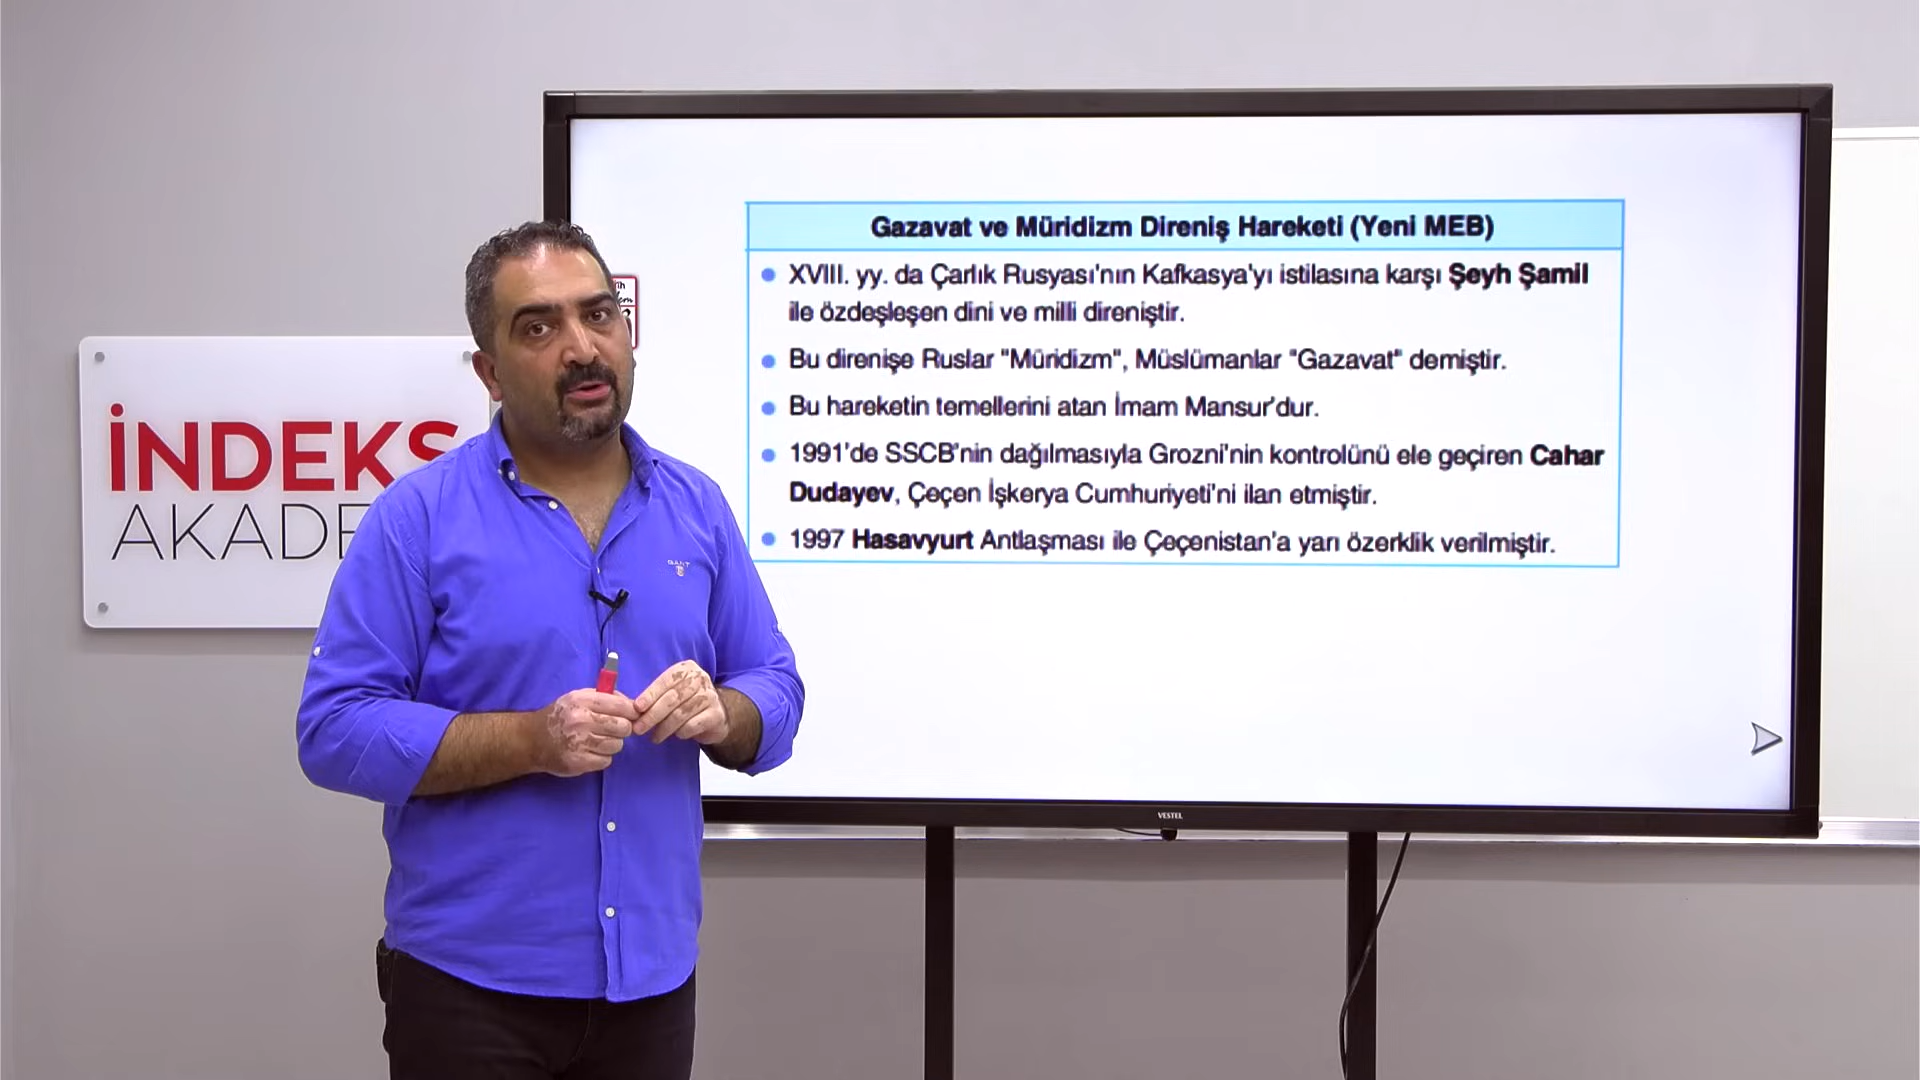 Gazavat ve Müridizm Direniş Hareketi (Yeni MEB)
XVIII. yy. da Çarlık Rusyası'nın Kafkasya'yı istilasına karşı Şeyh Şamil
ile özdeşleşen dini ve milli direniştir.
Bu direnişe Ruslar "Müridizm", Müslümanlar "Gazavat" demiştir.
Bu hareketin temellerini atan İmam Mansur'dur.
1991'de SSCB'nin dağılmasıyla Grozni'nin kontrolünü ele geçiren Cahar
Dudayev, Çeçen İşkerya Cumhuriyeti'ni ilan etmiştir.
1997 Hasavyurt Antlaşması ile Çeçenistan'a yarı özerklik verilmiştir.
İNDEKS
AKADE
GANT
VESTEL